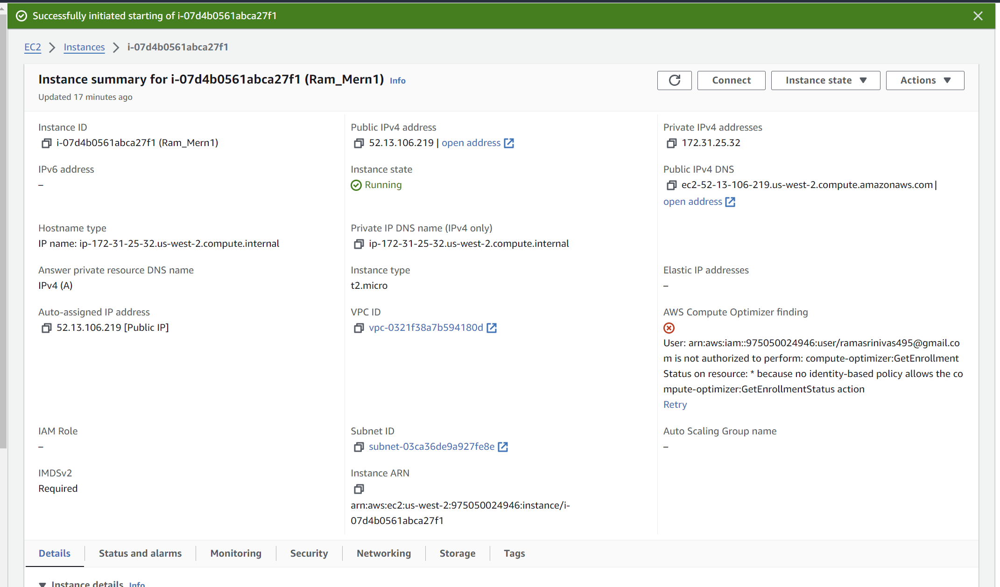 Successfully initiated starting of i-07d4b0561abca27f1
EC2 Instances i-07d4b0561abca27f1
Instance summary for i-07d4b0561abca27f1 (Ram_Mern1) Info
Updated 17 minutes ago
Connect
Instance state
Actions
Instance ID
i-07d4b0561abca27f1 (Ram_Mern1)
Public IPv4 address
52.13.106.219 | open address
Private IPv4 addresses
172.31.25.32
IPv6 address
–
Instance state
Running
Public IPv4 DNS
ec2-52-13-106-219.us-west-2.compute.amazonaws.com |
open address
Hostname type
IP name: ip-172-31-25-32.us-west-2.compute.internal
Private IP DNS name (IPv4 only)
ip-172-31-25-32.us-west-2.compute.internal
Answer private resource DNS name
IPv4 (A)
Instance type
t2.micro
Elastic IP addresses
–
Auto-assigned IP address
52.13.106.219 [Public IP]
VPC ID
vpc-0321f38a7b594180d
AWS Compute Optimizer finding
User: arn:aws:iam::975050024946:user/ramasrinivas495@gmail.co
m is not authorized to perform: compute-optimizer:GetEnrollment
Status on resource: * because no identity-based policy allows the co
mpute-optimizer:GetEnrollmentStatus action
Retry
IAM Role
–
Subnet ID
subnet-03ca36de9a927fe8e
Auto Scaling Group name
–
IMDSv2
Required
Instance ARN
arn:aws:ec2:us-west-2:975050024946:instance/i-
07d4b0561abca27f1
Details
Status and alarms
Monitoring
Security
Networking
Storage
Tags
Instance details Info